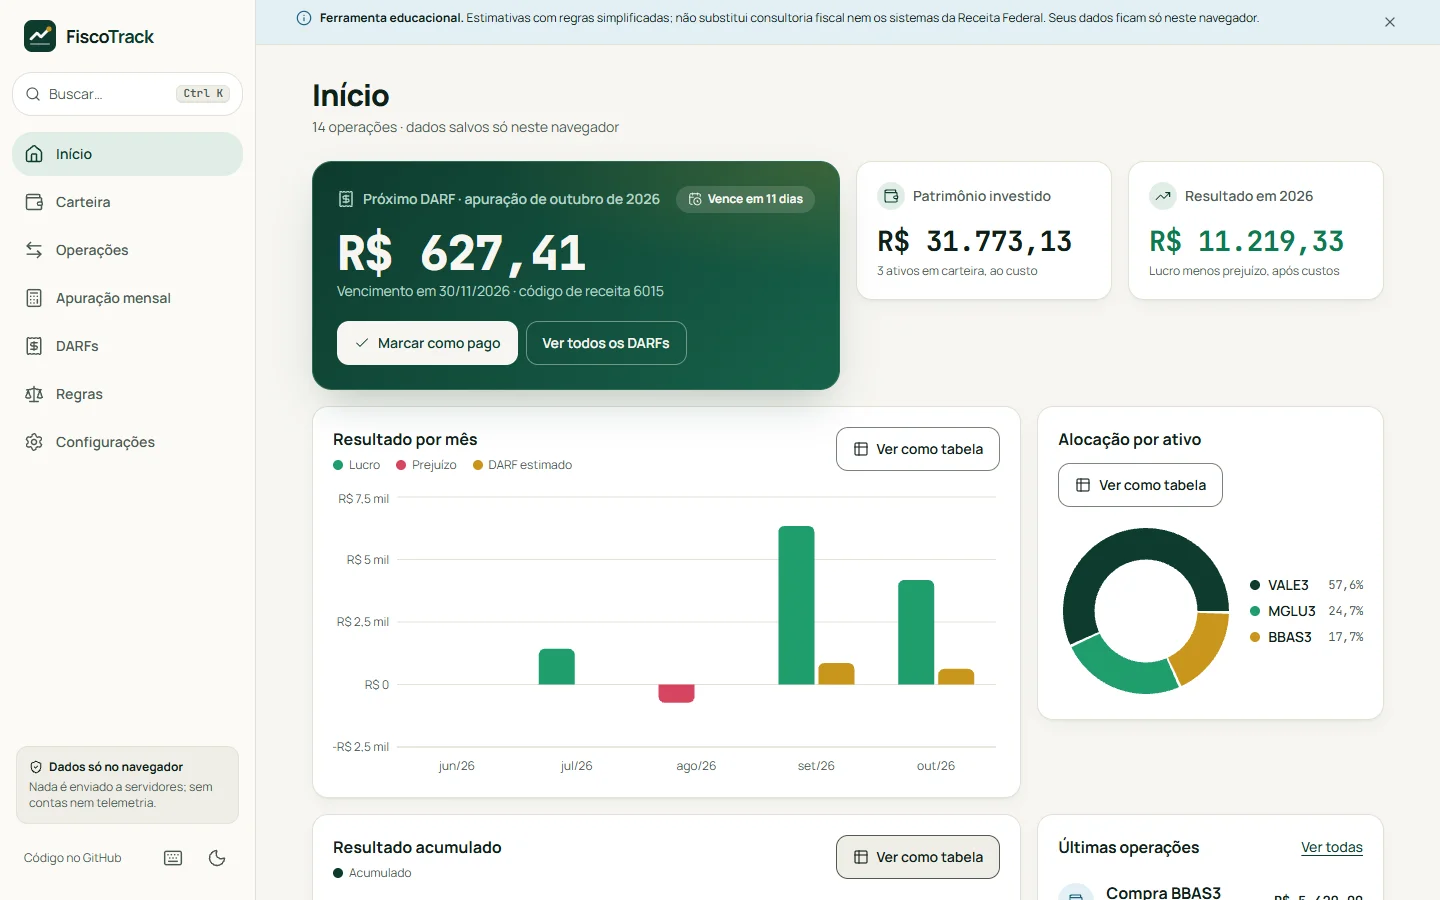 FiscoTrack
Buscar...
Ctrl K
Início
Carteira
Operações
Apuração mensal
DARFs
Regras
Configurações
Dados só no navegador
Nada é enviado a servidores; sem
contas nem telemetria.
Código no GitHub
Ferramenta educacional. Estimativas com regras simplificadas; não substitui consultoria fiscal nem os sistemas da Receita Federal. Seus dados ficam só neste navegador.
Início
14 operações · dados salvos só neste navegador
Próximo DARF · apuração de outubro de 2026
Vence em 11 dias
R$ 627,41
Vencimento em 30/11/2026 · código de receita 6015
Marcar como pago
Ver todos os DARFs
Patrimônio investido
R$ 31.773,13
3 ativos em carteira, ao custo
Resultado em 2026
R$ 11.219,33
Lucro menos prejuízo, após custos
Resultado por mês
Lucro
Prejuízo
DARF estimado
Ver como tabela
R$ 7,5 mil
R$ 5 mil
R$ 2,5 mil
R$ 0
-R$ 2,5 mil
jun/26
jul/26
ago/26
set/26
out/26
Alocação por ativo
Ver como tabela
VALE3 57,6%
MGLU3 24,7%
BBAS3 17,7%
Resultado acumulado
Acumulado
Ver como tabela
Últimas operações
Ver todas
Compra BBAS3